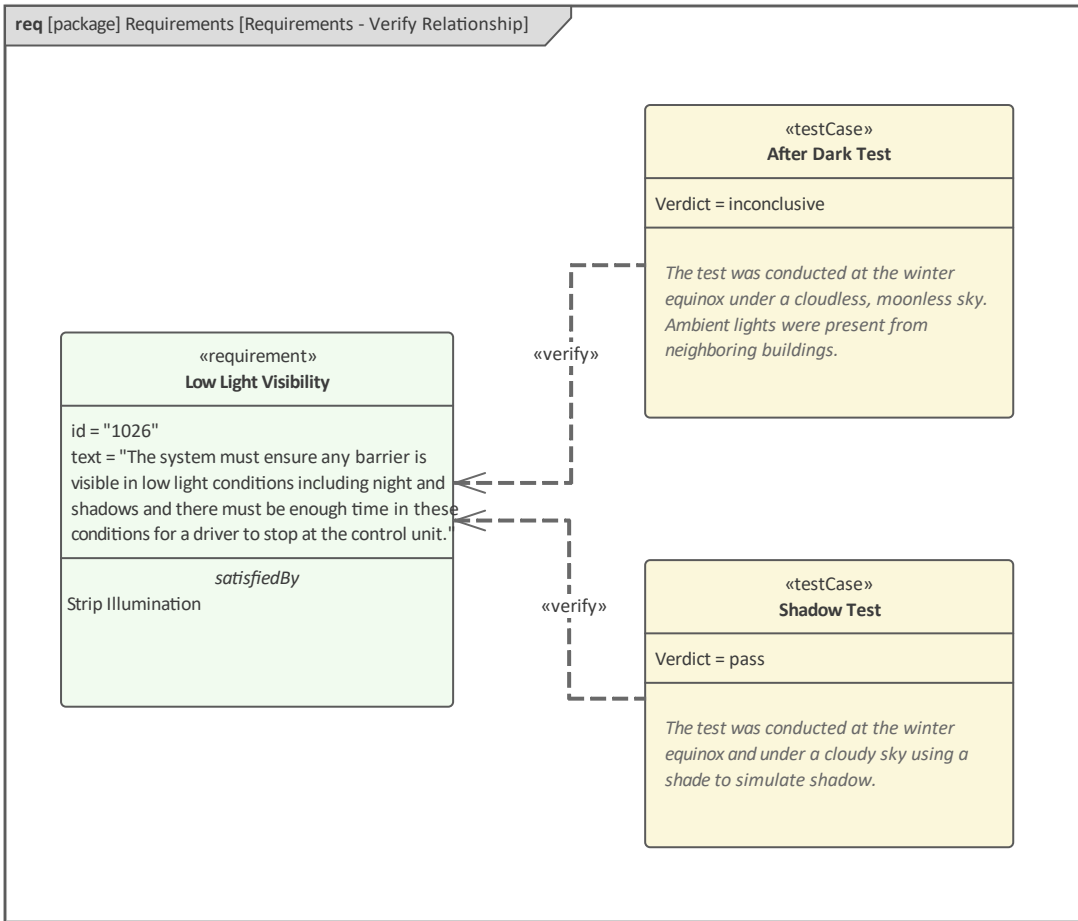 req [package] Requirements [Requirements - Verify Relationship]
«testCase»
After Dark Test
Verdict = inconclusive
The test was conducted at the winter
equinox under a cloudless, moonless sky.
Ambient lights were present from
neighboring buildings.
«verify»
«requirement»
Low Light Visibility
id = "1026"
text = "The system must ensure any barrier is
visible in low light conditions including night and
shadows and there must be enough time in these
conditions for a driver to stop at the control unit."
satisfiedBy
Strip Illumination
«verify»
«testCase»
Shadow Test
Verdict = pass
The test was conducted at the winter
equinox and under a cloudy sky using a
shade to simulate shadow.